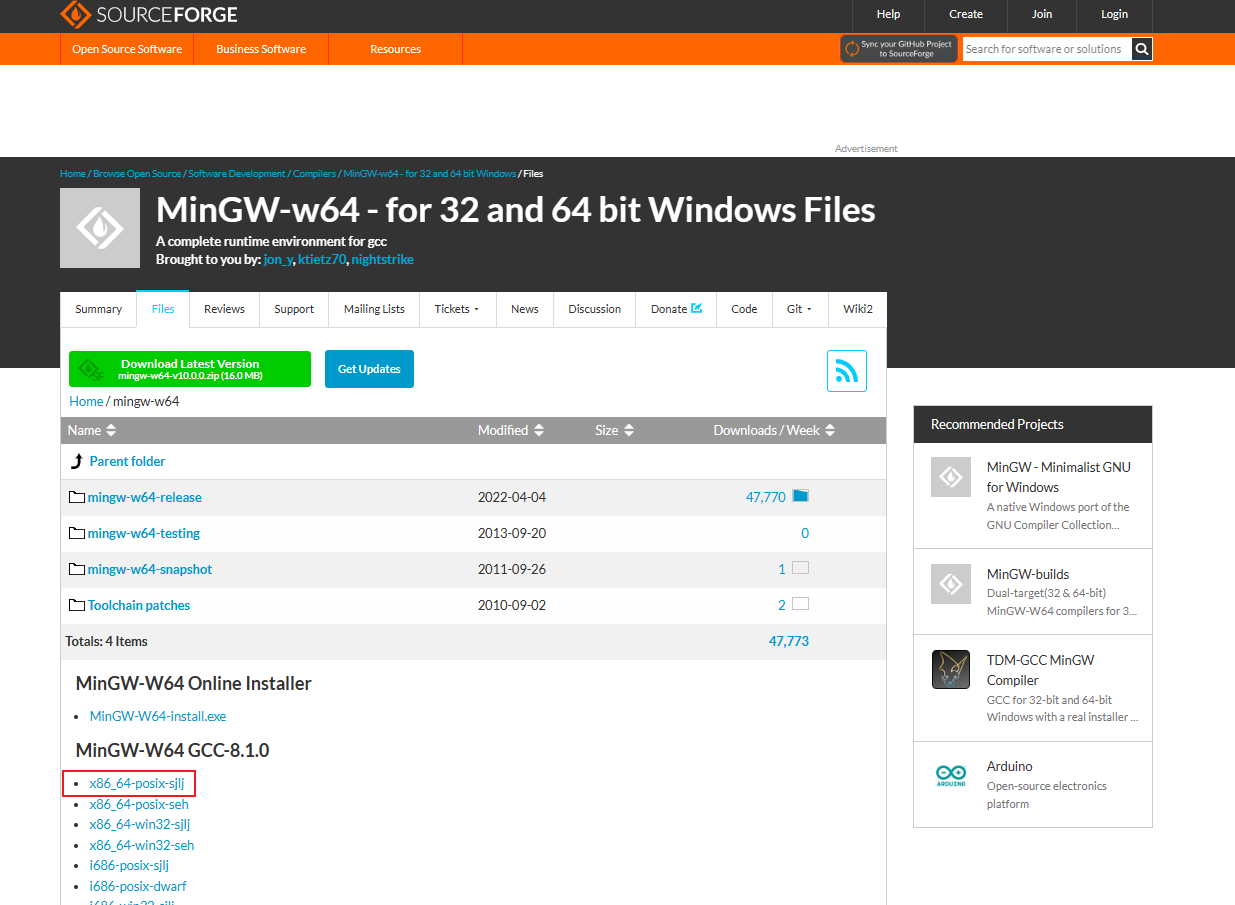 SOURCEFORGE
Help
Create
Join
Login
Open Source Software
Business Software
Resources
Sync your GitHub Project
to SourceForge
Search for software or solutions
Advertisement
Home / Browse Open Source / Software Development / Compilers / MinGW-w64 - for 32 and 64 bit Windows / Files
MinGW-w64 - for 32 and 64 bit Windows Files
A complete runtime environment for gcc
Brought to you by: jon_y, ktietz70, nightstrike
Summary
Files
Reviews
Support
Mailing Lists
Tickets
News
Discussion
Donate
Code
Git
Wiki2
SF
Download Latest Version
mingw-w64-v10.0.0.zip (16.0 MB)
Get Updates
Home / mingw-w64
Name Modified Size Downloads / Week
Parent folder
mingw-w64-release 2022-04-04 47,770
mingw-w64-testing 2013-09-20 0
mingw-w64-snapshot 2011-09-26 1
Toolchain patches 2010-09-02 2
Totals: 4 Items 47,773
MinGW-W64 Online Installer
• MinGW-W64-install.exe
MinGW-W64 GCC-8.1.0
• x86_64-posix-sjlj
• x86_64-posix-seh
• x86_64-win32-sjlj
• x86_64-win32-seh
• i686-posix-sjlj
• i686-posix-dwarf
Recommended Projects
MinGW - Minimalist GNU
for Windows
A native Windows port of the
GNU Compiler Collection...
MinGW-builds
Dual-target(32 & 64-bit)
MinGW-W64 compilers for 3...
TDM-GCC MinGW
Compiler
GCC for 32-bit and 64-bit
Windows with a real installer ...
ARDUINO
Arduino
Open-source electronics
platform